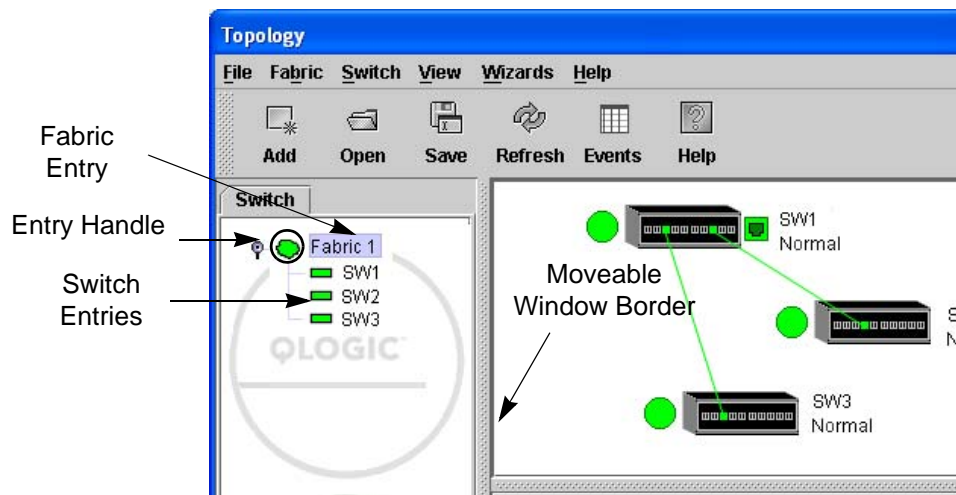 Topology
File Fabric Switch View Wizards Help
Add Open Save Refresh Events Help
Fabric
Entry
Switch
Entry Handle
Fabric 1
SW1
SW2
SW3
Switch
Entries
QLOGIC
Moveable
Window Border
SW1
Normal
SW3
Normal